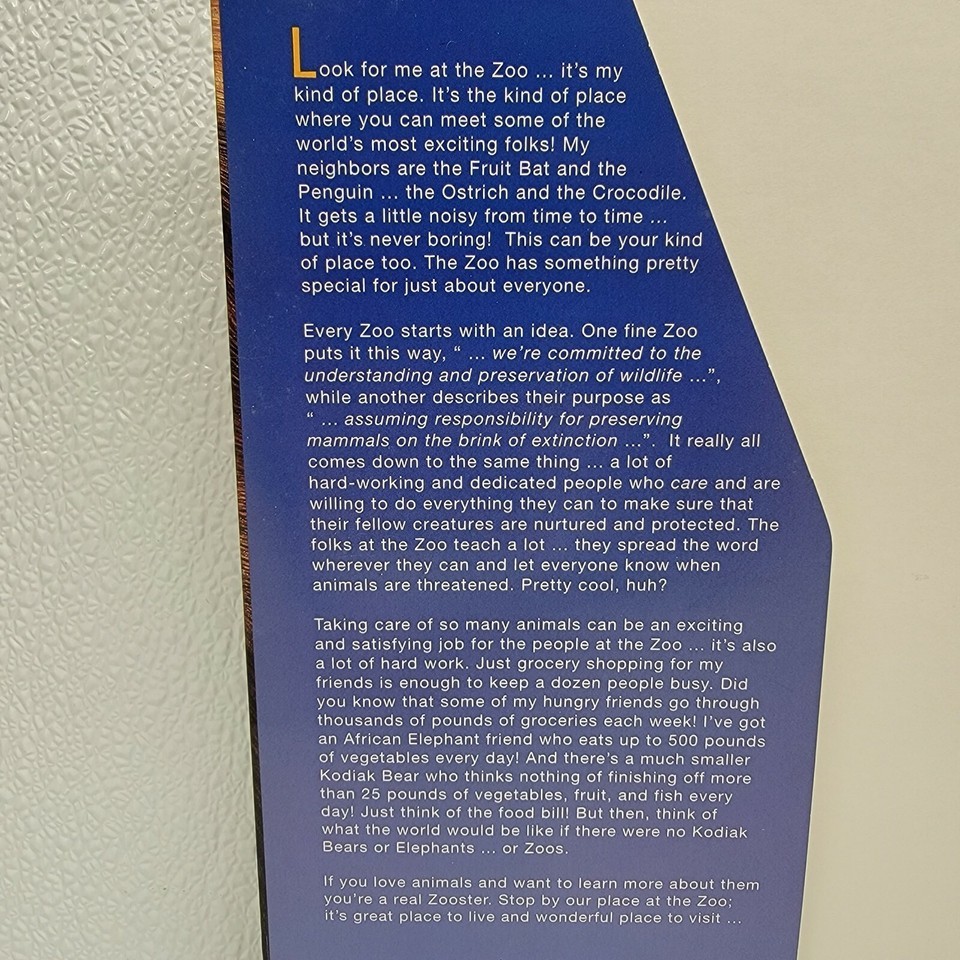 Look for me at the Zoo ... it's my
kind of place. It's the kind of place
where you can meet some of the
world's most exciting folks! My
neighbors are the Fruit Bat and the
Penguin ... the Ostrich and the Crocodile.
It gets a little noisy from time to time ...
but it's never boring! This can be your kind
of place too. The Zoo has something pretty
special for just about everyone.
Every Zoo starts with an idea. One fine Zoo
puts it this way, “ ... we're committed to the
understanding and preservation of wildlife ...”,
while another describes their purpose as
“ ... assuming responsibility for preserving
mammals on the brink of extinction ...”. It really all
comes down to the same thing ... a lot of
hard-working and dedicated people who care and are
willing to do everything they can to make sure that
their fellow creatures are nurtured and protected. The
folks at the Zoo teach a lot ... they spread the word
wherever they can and let everyone know when
animals are threatened. Pretty cool, huh?
Taking care of so many animals can be an exciting
and satisfying job for the people at the Zoo ... it's also
a lot of hard work. Just grocery shopping for my
friends is enough to keep a dozen people busy. Did
you know that some of my hungry friends go through
thousands of pounds of groceries each week! I've got
an African Elephant friend who eats up to 500 pounds
of vegetables every day! And there's a much smaller
Kodiak Bear who thinks nothing of finishing off more
than 25 pounds of vegetables, fruit, and fish every
day! Just think of the food bill! But then, think of
what the world would be like if there were no Kodiak
Bears or Elephants ... or Zoos.
If you love animals and want to learn more about them
you're a real Zooster. Stop by our place at the Zoo;
it's great place to live and wonderful place to visit ...